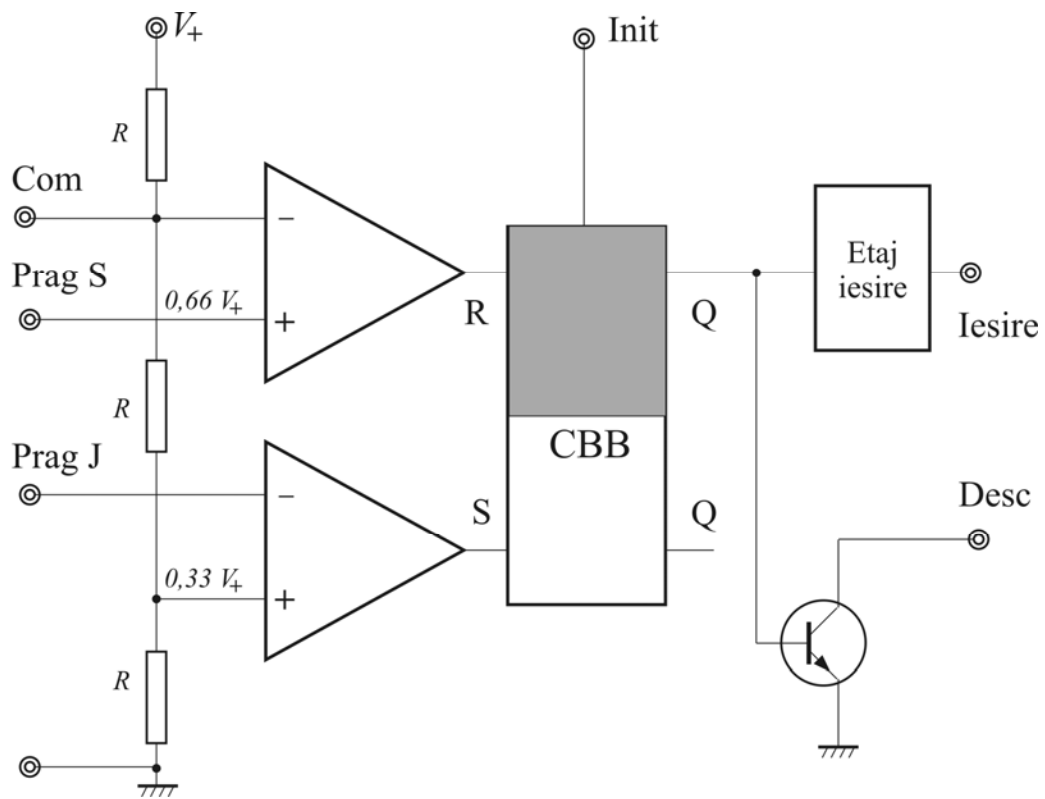 V+
Init
R
Com
Prag S
0,66 V+
−
+
R
Q
Etaj
iesire
Iesire
R
CBB
Prag J
−
S
Q
Desc
0,33 V+
+
R